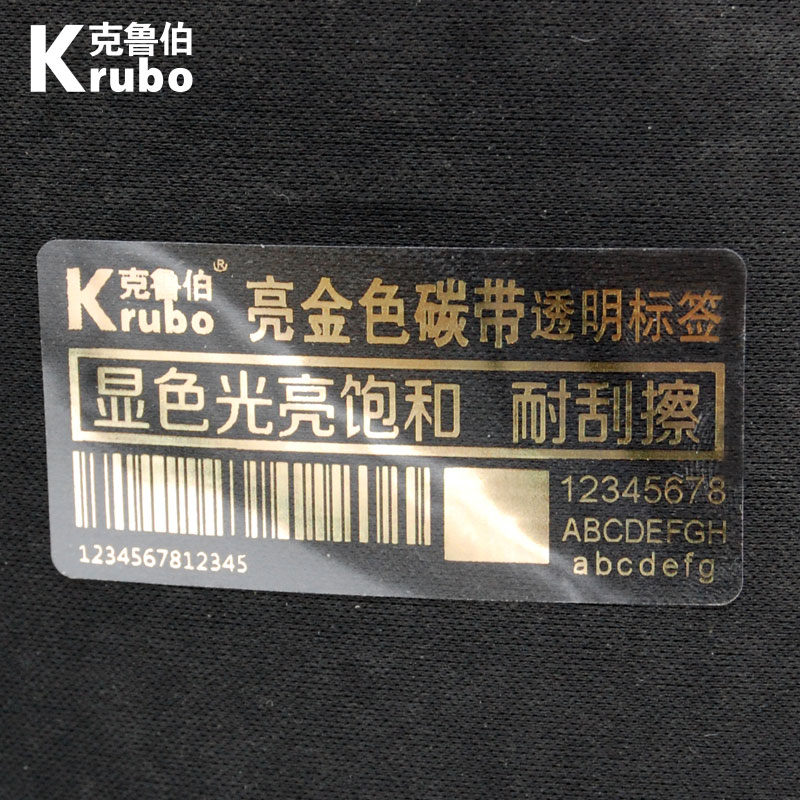 克鲁伯
Krubo
克鲁伯®
Krubo
亮金色碳带透明标签
显色光亮饱和 耐刮擦
1234567812345
12345678
ABCDEFGH
abcdefg